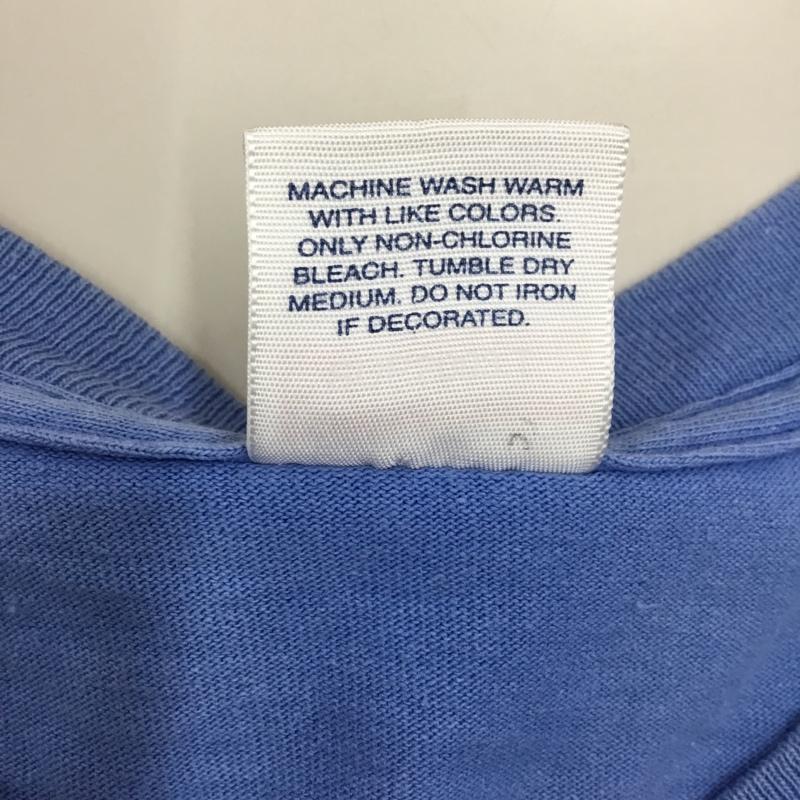 MACHINE WASH WARM
WITH LIKE COLORS.
ONLY NON-CHLORINE
BLEACH. TUMBLE DRY
MEDIUM. DO NOT IRON
IF DECORATED.